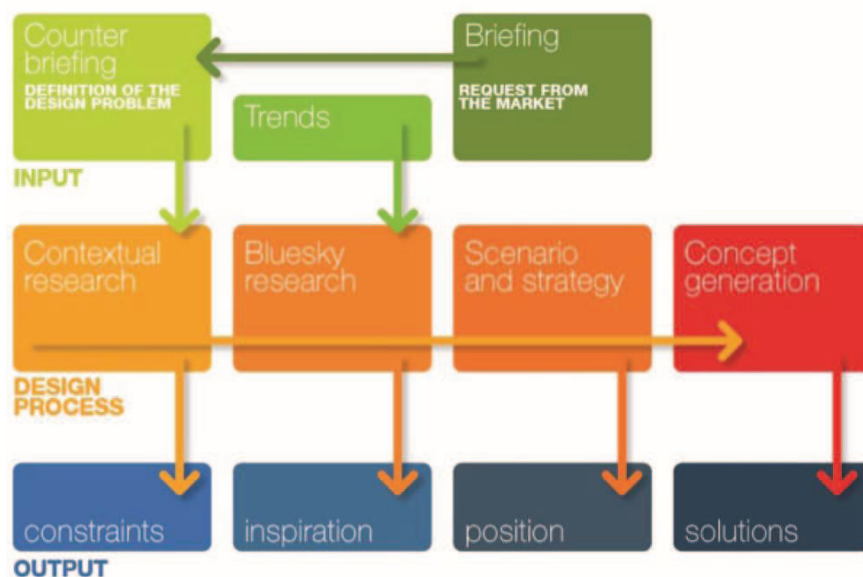 Counter
briefing
DEFINITION OF THE
DESIGN PROBLEM
Briefing
REQUEST FROM
THE MARKET
Trends
INPUT
Contextual
research
Bluesky
research
Scenario
and strategy
Concept
generation
DESIGN
PROCESS
constraints
inspiration
position
solutions
OUTPUT